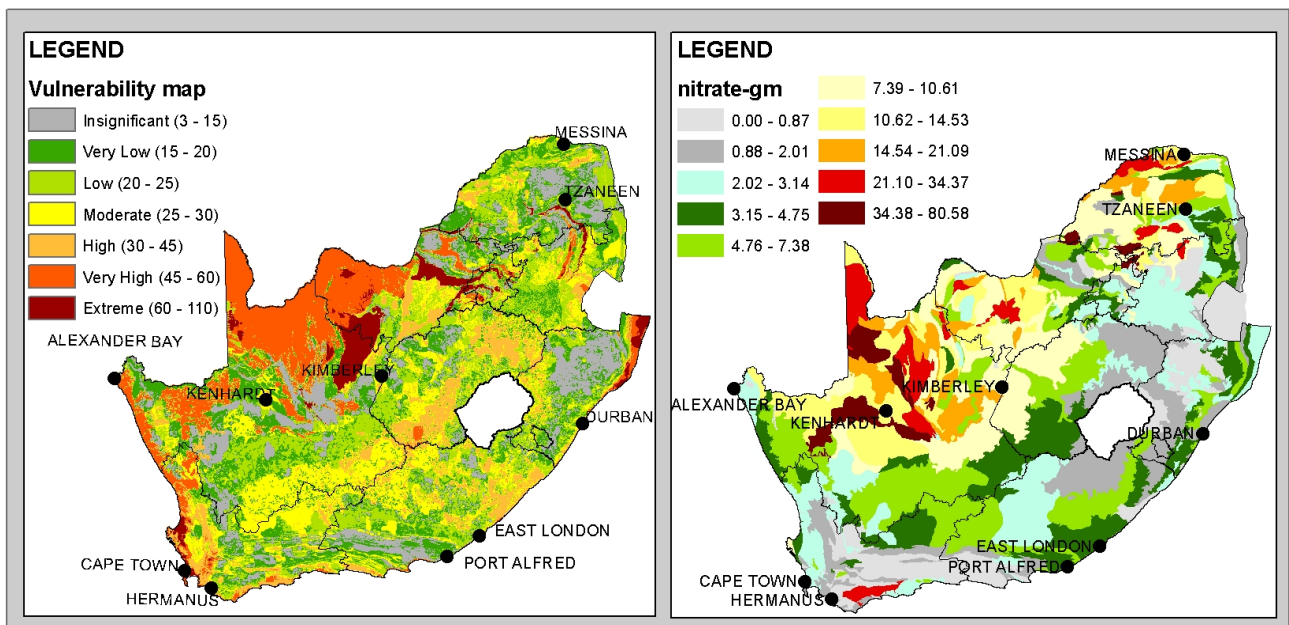 LEGEND
Vulnerability map
Insignificant (3 - 15)
Very Low (15 - 20)
Low (20 - 25)
Moderate (25 - 30)
High (30 - 45)
Very High (45 - 60)
Extreme (60 - 110)
MESSINA
TZANEEN
ALEXANDER BAY
KENHARDT
KIMBERLEY
DURBAN
EAST LONDON
PORT ALFRED
CAPE TOWN
HERMANUS
LEGEND
nitrate-gm
0.00 - 0.87
0.88 - 2.01
2.02 - 3.14
3.15 - 4.75
4.76 - 7.38
7.39 - 10.61
10.62 - 14.53
14.54 - 21.09
21.10 - 34.37
34.38 - 80.58
MESSINA
TZANEEN
KIMBERLEY
ALEXANDER BAY
KENHARDT
DURBAN
EAST LONDON
PORT ALFRED
CAPE TOWN
HERMANUS